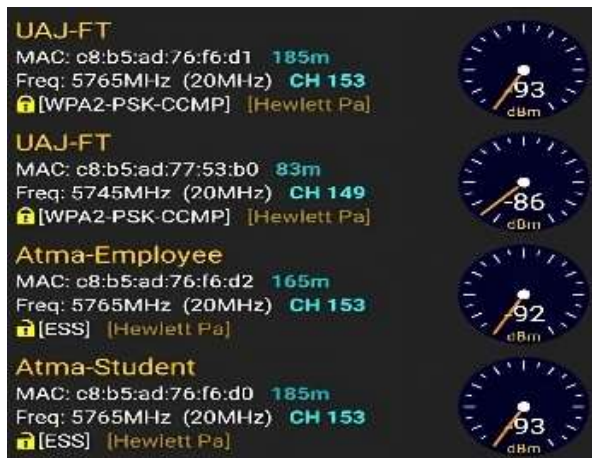 UAJ-FT
MAC: c8:b5:ad:76:f6:d1 185m
Freq: 5765MHz (20MHz) CH 153
[WPA2-PSK-CCMP] [Hewlett Pa]
-93
dBm
UAJ-FT
MAC: c8:b5:ad:77:53:b0 83m
Freq: 5745MHz (20MHz) CH 149
[WPA2-PSK-CCMP] [Hewlett Pa]
-86
dBm
Atma-Employee
MAC: c8:b5:ad:76:f6:d2 165m
Freq: 5765MHz (20MHz) CH 153
[ESS] [Hewlett Pa]
-92
dBm
Atma-Student
MAC: c8:b5:ad:76:f6:d0 185m
Freq: 5765MHz (20MHz) CH 153
[ESS] [Hewlett Pa]
-93
dBm